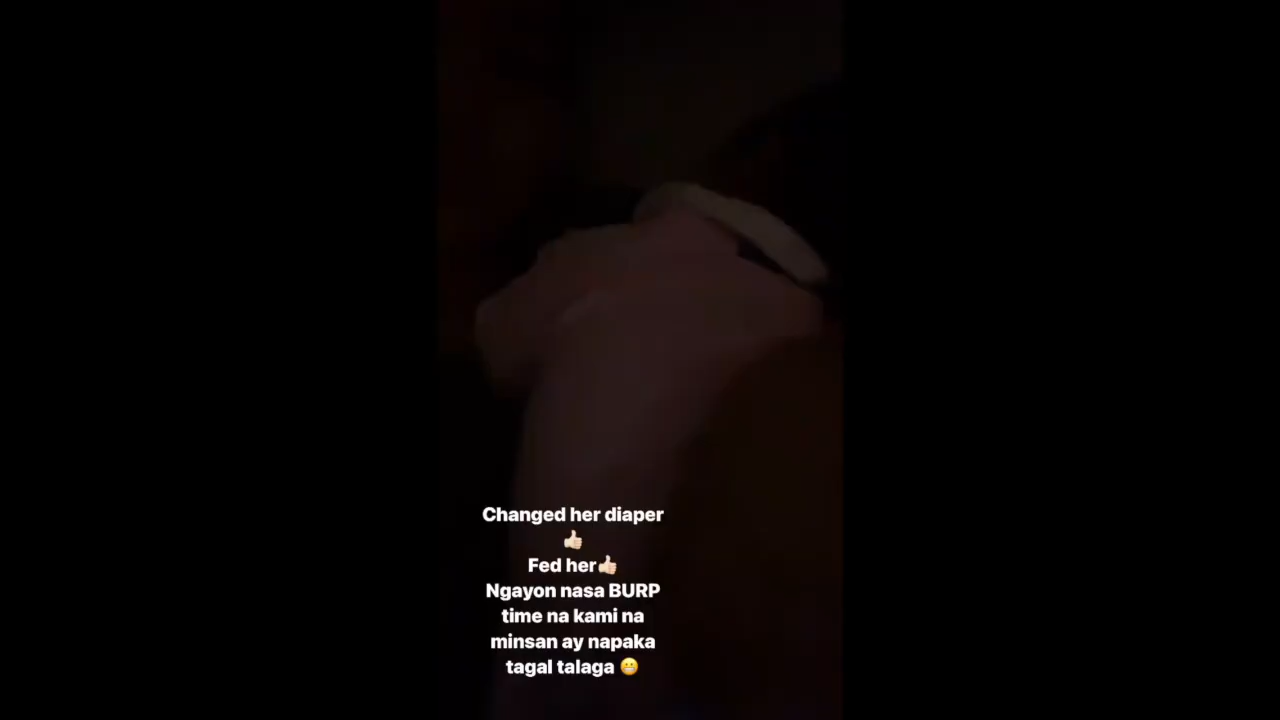 Changed her diaper
👍🏻
Fed her👍🏻
Ngayon nasa BURP
time na kami na
minsan ay napaka
tagal talaga 😬